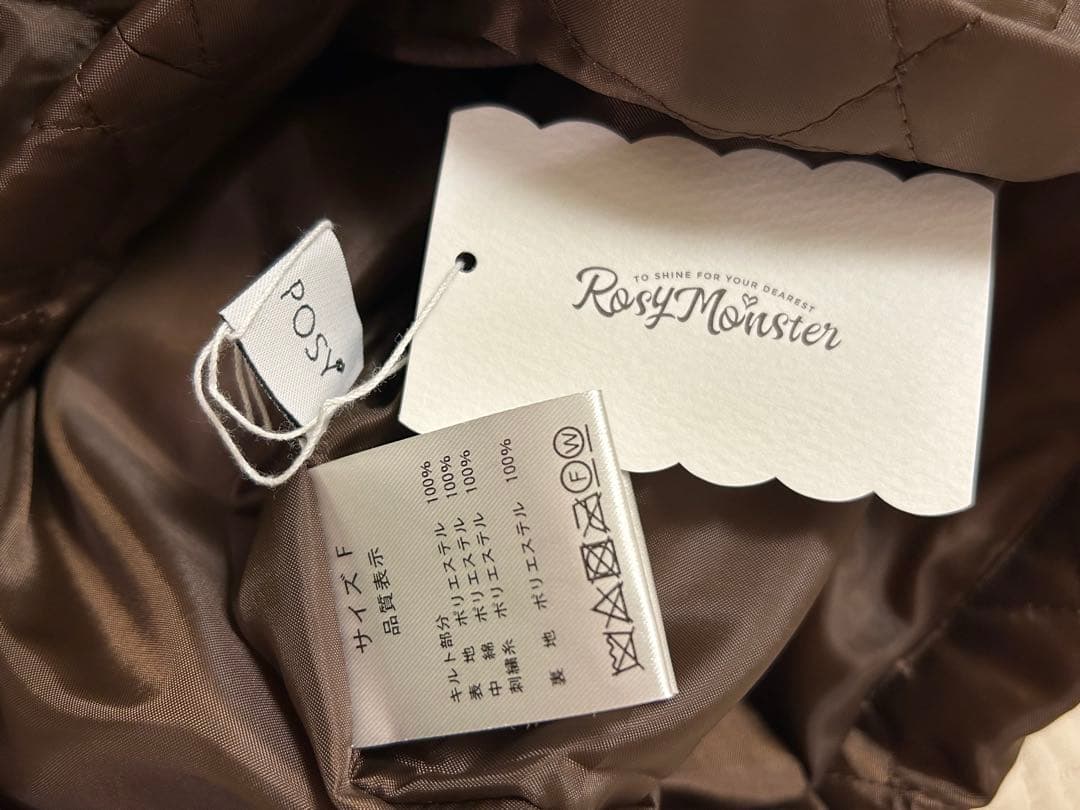 TO SHINE FOR YOUR DEAREST
Rosy Monster
POSY
サイズ F
品質表示
キルト部分
表 地 ポリエステル 100%
中 綿 ポリエステル 100%
刺繍糸 ポリエステル 100%
裏 地 ポリエステル 100%
F W